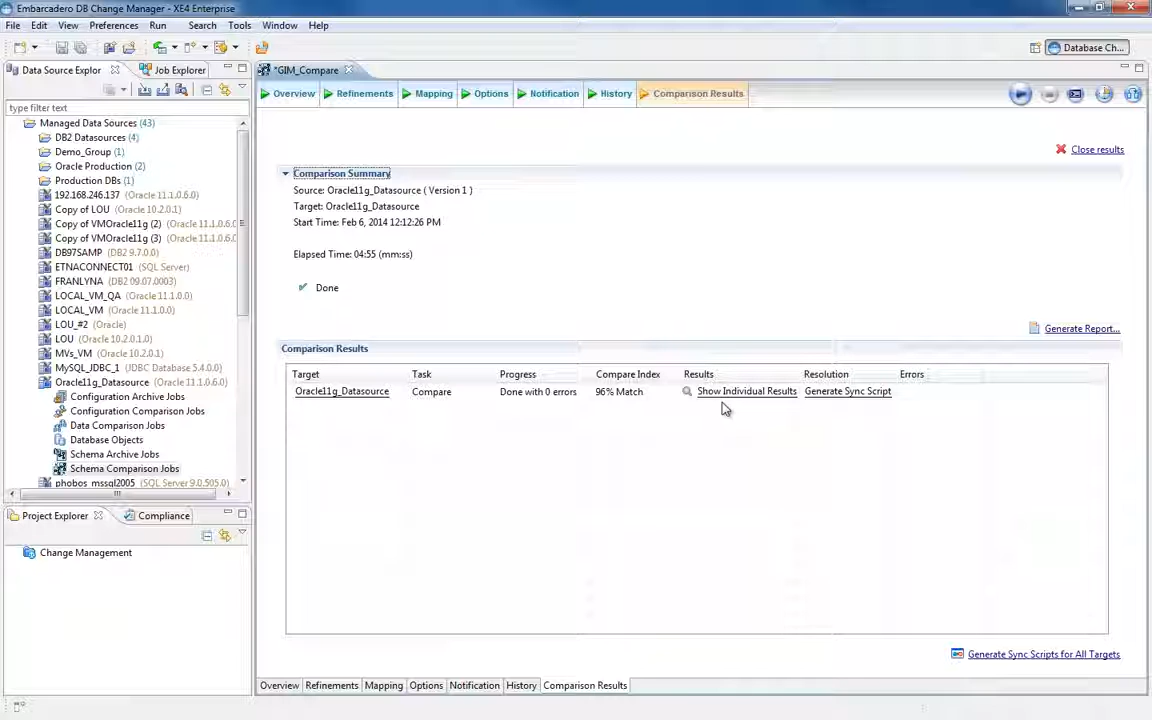 Embarcadero DB Change Manager - XE4 Enterprise
File Edit View Preferences Run Search Tools Window Help
Database Ch...
Data Source Explor
Job Explorer
type filter text
Managed Data Sources (43)
DB2 Datasources (4)
Demo_Group (1)
Oracle Production (2)
Production DBs (1)
192.168.246.137 (Oracle 11.1.0.6.0)
Copy of LOU (Oracle 10.2.0.1)
Copy of VMOracle11g (2) (Oracle 11.1.0.6.0
Copy of VMOracle11g (3) (Oracle 11.1.0.6.0
DB97SAMP (DB2 9.7.0.0)
ETNACONNECT01 (SQL Server)
FRANLYNA (DB2 09.07.0003)
LOCAL_VM_QA (Oracle 11.1.0.0)
LOCAL_VM (Oracle 11.1.0.0)
LOU_#2 (Oracle)
LOU (Oracle 10.2.0.1.0)
MVs_VM (Oracle 10.2.0.1)
MySQL_JDBC_1 (JDBC Database 5.4.0.0)
Oracle11g_Datasource (Oracle 11.1.0.6.0)
Configuration Archive Jobs
Configuration Comparison Jobs
Data Comparison Jobs
Database Objects
Schema Archive Jobs
Schema Comparison Jobs
phobos_mssql2005 (SQL Server 9.0.505.0)
Project Explorer
Compliance
Change Management
*GIM_Compare
Overview Refinements Mapping Options Notification History Comparison Results
Close results
Comparison Summary
Source: Oracle11g_Datasource ( Version 1 )
Target: Oracle11g_Datasource
Start Time: Feb 6, 2014 12:12:26 PM
Elapsed Time: 04:55 (mm:ss)
Done
Generate Report...
Comparison Results
Target Task Progress Compare Index Results Resolution Errors
Oracle11g_Datasource Compare Done with 0 errors 96% Match Show Individual Results Generate Sync Script
Generate Sync Scripts for All Targets
Overview Refinements Mapping Options Notification History Comparison Results